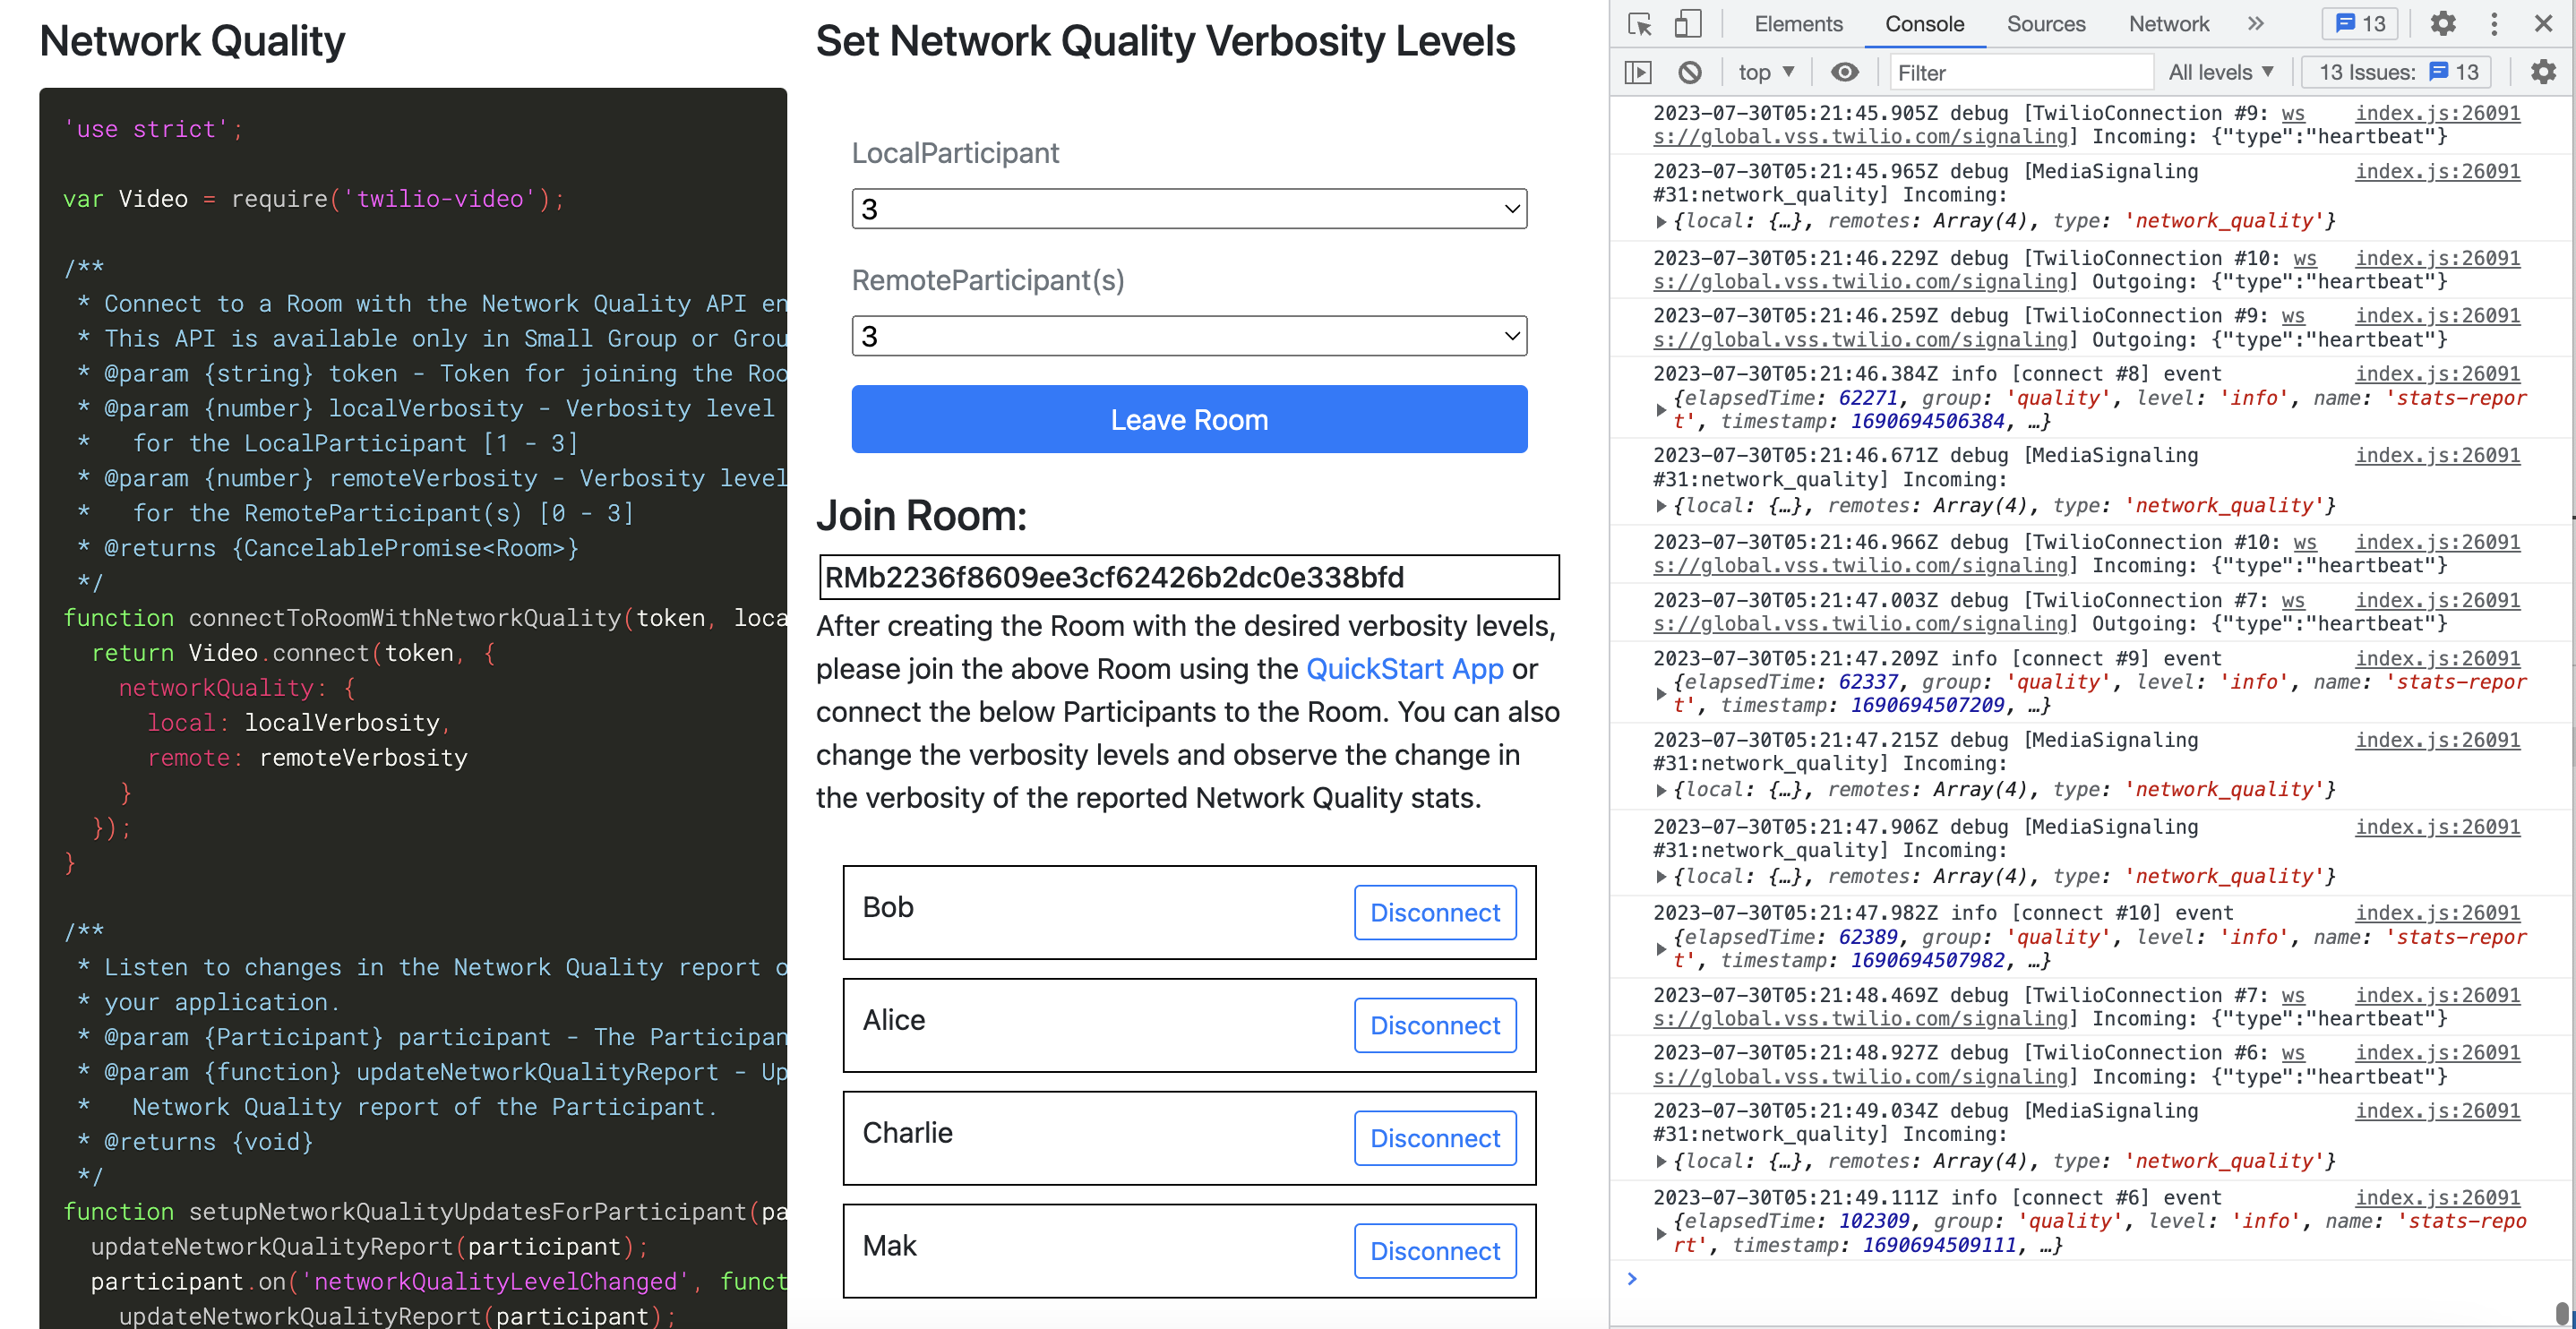 Network Quality
'use strict';
var Video = require('twilio-video');
/**
* Connect to a Room with the Network Quality API en
* This API is available only in Small Group or Grou
* @param {string} token - Token for joining the Roo
* @param {number} localVerbosity - Verbosity level
*   for the LocalParticipant [1 - 3]
* @param {number} remoteVerbosity - Verbosity level
*   for the RemoteParticipant(s) [0 - 3]
* @returns {CancelablePromise<Room>}
*/
function connectToRoomWithNetworkQuality(token, loca
return Video.connect(token, {
networkQuality: {
local: localVerbosity,
remote: remoteVerbosity
}
});
}
/**
* Listen to changes in the Network Quality report o
* your application.
* @param {Participant} participant - The Participan
* @param {function} updateNetworkQualityReport - Up
*   Network Quality report of the Participant.
* @returns {void}
*/
function setupNetworkQualityUpdatesForParticipant(pa
updateNetworkQualityReport(participant);
participant.on('networkQualityLevelChanged', funct
updateNetworkQualityReport(participant);
Set Network Quality Verbosity Levels
LocalParticipant
3
RemoteParticipant(s)
3
Leave Room
Join Room:
RMb2236f8609ee3cf62426b2dc0e338bfd
After creating the Room with the desired verbosity levels,
please join the above Room using the QuickStart App or
connect the below Participants to the Room. You can also
change the verbosity levels and observe the change in
the verbosity of the reported Network Quality stats.
Bob Disconnect
Alice Disconnect
Charlie Disconnect
Mak Disconnect
Elements Console Sources Network » 13
top Filter All levels 13 Issues: 13
2023-07-30T05:21:45.905Z debug [TwilioConnection #9: ws index.js:26091
s://global.vss.twilio.com/signaling] Incoming: {"type":"heartbeat"}
2023-07-30T05:21:45.965Z debug [MediaSignaling index.js:26091
#31:network_quality] Incoming:
{local: {…}, remotes: Array(4), type: 'network_quality'}
2023-07-30T05:21:46.229Z debug [TwilioConnection #10: ws index.js:26091
s://global.vss.twilio.com/signaling] Outgoing: {"type":"heartbeat"}
2023-07-30T05:21:46.259Z debug [TwilioConnection #9: ws index.js:26091
s://global.vss.twilio.com/signaling] Outgoing: {"type":"heartbeat"}
2023-07-30T05:21:46.384Z info [connect #8] event index.js:26091
{elapsedTime: 62271, group: 'quality', level: 'info', name: 'stats-repor
t', timestamp: 1690694506384, …}
2023-07-30T05:21:46.671Z debug [MediaSignaling index.js:26091
#31:network_quality] Incoming:
{local: {…}, remotes: Array(4), type: 'network_quality'}
2023-07-30T05:21:46.966Z debug [TwilioConnection #10: ws index.js:26091
s://global.vss.twilio.com/signaling] Incoming: {"type":"heartbeat"}
2023-07-30T05:21:47.003Z debug [TwilioConnection #7: ws index.js:26091
s://global.vss.twilio.com/signaling] Outgoing: {"type":"heartbeat"}
2023-07-30T05:21:47.209Z info [connect #9] event index.js:26091
{elapsedTime: 62337, group: 'quality', level: 'info', name: 'stats-repor
t', timestamp: 1690694507209, …}
2023-07-30T05:21:47.215Z debug [MediaSignaling index.js:26091
#31:network_quality] Incoming:
{local: {…}, remotes: Array(4), type: 'network_quality'}
2023-07-30T05:21:47.906Z debug [MediaSignaling index.js:26091
#31:network_quality] Incoming:
{local: {…}, remotes: Array(4), type: 'network_quality'}
2023-07-30T05:21:47.982Z info [connect #10] event index.js:26091
{elapsedTime: 62389, group: 'quality', level: 'info', name: 'stats-repor
t', timestamp: 1690694507982, …}
2023-07-30T05:21:48.469Z debug [TwilioConnection #7: ws index.js:26091
s://global.vss.twilio.com/signaling] Incoming: {"type":"heartbeat"}
2023-07-30T05:21:48.927Z debug [TwilioConnection #6: ws index.js:26091
s://global.vss.twilio.com/signaling] Incoming: {"type":"heartbeat"}
2023-07-30T05:21:49.034Z debug [MediaSignaling index.js:26091
#31:network_quality] Incoming:
{local: {…}, remotes: Array(4), type: 'network_quality'}
2023-07-30T05:21:49.111Z info [connect #6] event index.js:26091
{elapsedTime: 102309, group: 'quality', level: 'info', name: 'stats-repo
rt', timestamp: 1690694509111, …}